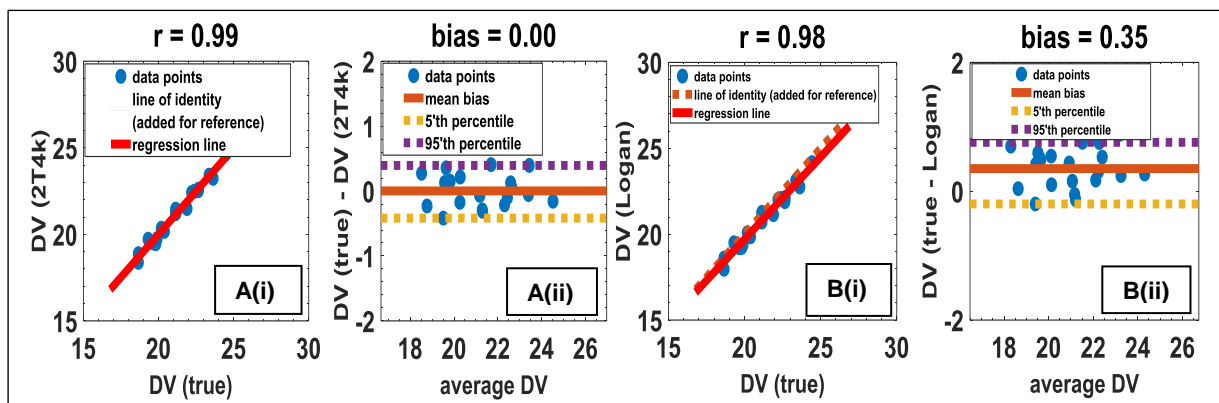 r = 0.99
DV (2T4k)
30
25
20
15
data points
line of identity
(added for reference)
regression line
A(i)
15
20
25
30
DV (true)
bias = 0.00
DV (true) - DV (2T4k)
2
1
0
-1
-2
data points
mean bias
5'th percentile
95'th percentile
A(ii)
18
20
22
24
26
average DV
r = 0.98
DV (Logan)
30
25
20
15
data points
line of identity (added for reference)
regression line
B(i)
15
20
25
30
DV (true)
bias = 0.35
DV (true - Logan)
2
0
-2
data points
mean bias
5'th percentile
95'th percentile
B(ii)
18
20
22
24
26
average DV